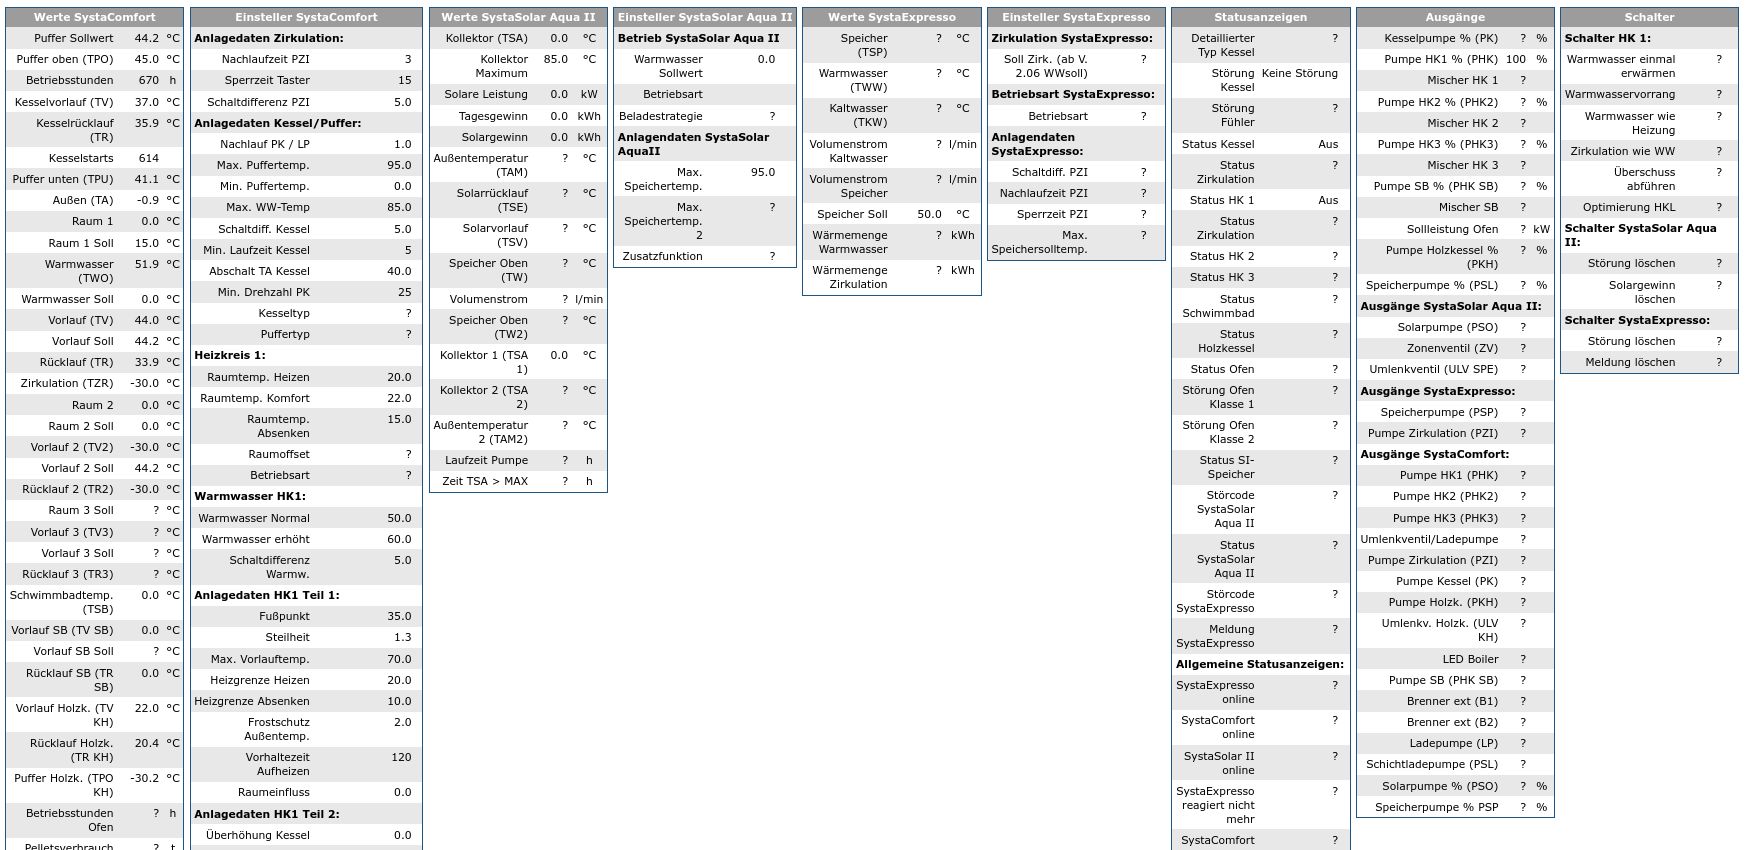 Werte SystaComfort
Puffer Sollwert 44.2 °C
Puffer oben (TPO) 45.0 °C
Betriebsstunden 670 h
Kesselvorlauf (TV) 37.0 °C
Kesselrücklauf 35.9 °C
(TR)
Kesselstarts 614
Puffer unten (TPU) 41.1 °C
Außen (TA) -0.9 °C
Raum 1 0.0 °C
Raum 1 Soll 15.0 °C
Warmwasser 51.9 °C
(TWO)
Warmwasser Soll 0.0 °C
Vorlauf (TV) 44.0 °C
Vorlauf Soll 44.2 °C
Rücklauf (TR) 33.9 °C
Zirkulation (TZR) -30.0 °C
Raum 2 0.0 °C
Raum 2 Soll 0.0 °C
Vorlauf 2 (TV2) -30.0 °C
Vorlauf 2 Soll 44.2 °C
Rücklauf 2 (TR2) -30.0 °C
Raum 3 Soll ? °C
Vorlauf 3 (TV3) ? °C
Vorlauf 3 Soll ? °C
Rücklauf 3 (TR3) ? °C
Schwimmbadtemp. 0.0 °C
(TSB)
Vorlauf SB (TV SB) 0.0 °C
Vorlauf SB Soll ? °C
Rücklauf SB (TR 0.0 °C
SB)
Vorlauf Holzk. (TV 22.0 °C
KH)
Rücklauf Holzk. 20.4 °C
(TR KH)
Puffer Holzk. (TPO -30.2 °C
KH)
Betriebsstunden ? h
Ofen
Pelletsverbrauch ? t
Einsteller SystaComfort
Anlagedaten Zirkulation:
Nachlaufzeit PZI 3
Sperrzeit Taster 15
Schaltdifferenz PZI 5.0
Anlagedaten Kessel/Puffer:
Nachlauf PK / LP 1.0
Max. Puffertemp. 95.0
Min. Puffertemp. 0.0
Max. WW-Temp 85.0
Schaltdiff. Kessel 5.0
Min. Laufzeit Kessel 5
Abschalt TA Kessel 40.0
Min. Drehzahl PK 25
Kesseltyp ?
Puffertyp ?
Heizkreis 1:
Raumtemp. Heizen 20.0
Raumtemp. Komfort 22.0
Raumtemp. 15.0
Absenken
Raumoffset ?
Betriebsart ?
Warmwasser HK1:
Warmwasser Normal 50.0
Warmwasser erhöht 60.0
Schaltdifferenz 5.0
Warmw.
Anlagedaten HK1 Teil 1:
Fußpunkt 35.0
Steilheit 1.3
Max. Vorlauftemp. 70.0
Heizgrenze Heizen 20.0
Heizgrenze Absenken 10.0
Frostschutz 2.0
Außentemp.
Vorhaltezeit 120
Aufheizen
Raumeinfluss 0.0
Anlagedaten HK1 Teil 2:
Überhöhung Kessel 0.0
Werte SystaSolar Aqua II
Kollektor (TSA) 0.0 °C
Kollektor 85.0 °C
Maximum
Solare Leistung 0.0 kW
Tagesgewinn 0.0 kWh
Solargewinn 0.0 kWh
Außentemperatur ? °C
(TAM)
Solarrücklauf ? °C
(TSE)
Solarvorlauf ? °C
(TSV)
Speicher Oben ? °C
(TW)
Volumenstrom ? l/min
Speicher Oben ? °C
(TW2)
Kollektor 1 (TSA 0.0 °C
1)
Kollektor 2 (TSA ? °C
2)
Außentemperatur ? °C
2 (TAM2)
Laufzeit Pumpe ? h
Zeit TSA > MAX ? h
Einsteller SystaSolar Aqua II
Betrieb SystaSolar Aqua II
Warmwasser 0.0
Sollwert
Betriebsart
Beladestrategie ?
Anlagendaten SystaSolar
AquaII
Max. 95.0
Speichertemp.
Max. ?
Speichertemp.
2
Zusatzfunktion ?
Werte SystaExpresso
Speicher ? °C
(TSP)
Warmwasser ? °C
(TWW)
Kaltwasser ? °C
(TKW)
Volumenstrom ? l/min
Kaltwasser
Volumenstrom ? l/min
Speicher
Speicher Soll 50.0 °C
Wärmemenge ? kWh
Warmwasser
Wärmemenge ? kWh
Zirkulation
Einsteller SystaExpresso
Zirkulation SystaExpresso:
Soll Zirk. (ab V. ?
2.06 WWsoll)
Betriebsart SystaExpresso:
Betriebsart ?
Anlagendaten
SystaExpresso:
Schaltdiff. PZI ?
Nachlaufzeit PZI ?
Sperrzeit PZI ?
Max. ?
Speichersolltemp.
Statusanzeigen
Detaillierter ?
Typ Kessel
Störung Keine Störung
Kessel
Störung ?
Fühler
Status Kessel Aus
Status ?
Zirkulation
Status HK 1 Aus
Status ?
Zirkulation
Status HK 2 ?
Status HK 3 ?
Status ?
Schwimmbad
Status ?
Holzkessel
Status Ofen ?
Störung Ofen ?
Klasse 1
Störung Ofen ?
Klasse 2
Status SI- ?
Speicher
Störcode ?
SystaSolar
Aqua II
Status ?
SystaSolar
Aqua II
Störcode ?
SystaExpresso
Meldung ?
SystaExpresso
Allgemeine Statusanzeigen:
SystaExpresso ?
online
SystaComfort ?
online
SystaSolar II ?
online
SystaExpresso ?
reagiert nicht
mehr
SystaComfort ?
Ausgänge
Kesselpumpe % (PK) ? %
Pumpe HK1 % (PHK) 100 %
Mischer HK 1 ?
Pumpe HK2 % (PHK2) ? %
Mischer HK 2 ?
Pumpe HK3 % (PHK3) ? %
Mischer HK 3 ?
Pumpe SB % (PHK SB) ? %
Mischer SB ?
Sollleistung Ofen ? kW
Pumpe Holzkessel % ? %
(PKH)
Speicherpumpe % (PSL) ? %
Ausgänge SystaSolar Aqua II:
Solarpumpe (PSO) ?
Zonenventil (ZV) ?
Umlenkventil (ULV SPE) ?
Ausgänge SystaExpresso:
Speicherpumpe (PSP) ?
Pumpe Zirkulation (PZI) ?
Ausgänge SystaComfort:
Pumpe HK1 (PHK) ?
Pumpe HK2 (PHK2) ?
Pumpe HK3 (PHK3) ?
Umlenkventil/Ladepumpe ?
Pumpe Zirkulation (PZI) ?
Pumpe Kessel (PK) ?
Pumpe Holzk. (PKH) ?
Umlenkv. Holzk. (ULV ?
KH)
LED Boiler ?
Pumpe SB (PHK SB) ?
Brenner ext (B1) ?
Brenner ext (B2) ?
Ladepumpe (LP) ?
Schichtladepumpe (PSL) ?
Solarpumpe % (PSO) ? %
Speicherpumpe % PSP ? %
Schalter
Schalter HK 1:
Warmwasser einmal ?
erwärmen
Warmwasservorrang ?
Warmwasser wie ?
Heizung
Zirkulation wie WW ?
Überschuss ?
abführen
Optimierung HKL ?
Schalter SystaSolar Aqua
II:
Störung löschen ?
Solargewinn ?
löschen
Schalter SystaExpresso:
Störung löschen ?
Meldung löschen ?